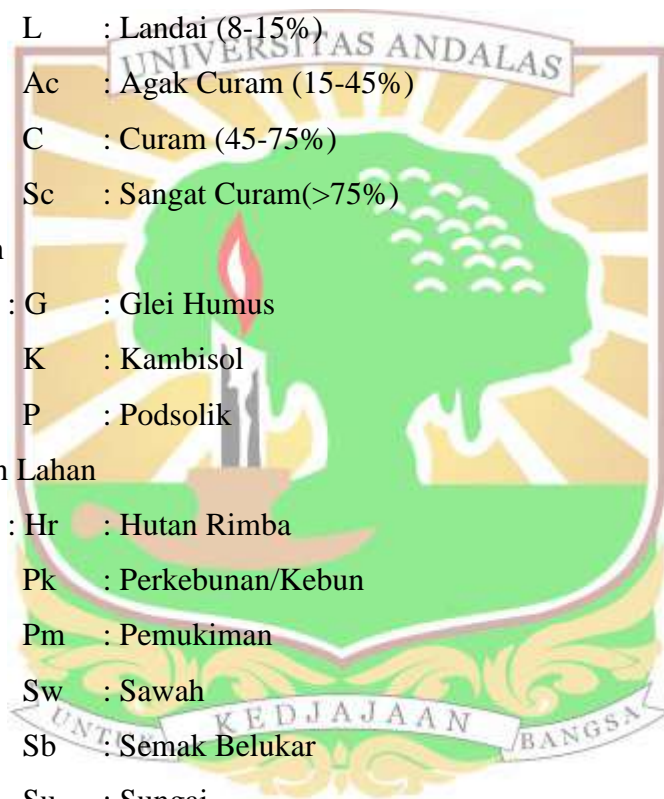 L : Landai (8-15%)
UNIVERSITAS ANDALAS
Ac : Agak Curam (15-45%)
C : Curam (45-75%)
Sc : Sangat Curam(>75%)
: G : Glei Humus
K : Kambisol
P : Podsolik
Lahan
: Hr : Hutan Rimba
Pk : Perkebunan/Kebun
Pm : Pemukiman
Sw : Sawah
UNTUK KEDJAJAAN BANGSA
Sb : Semak Belukar
Su : Sungai